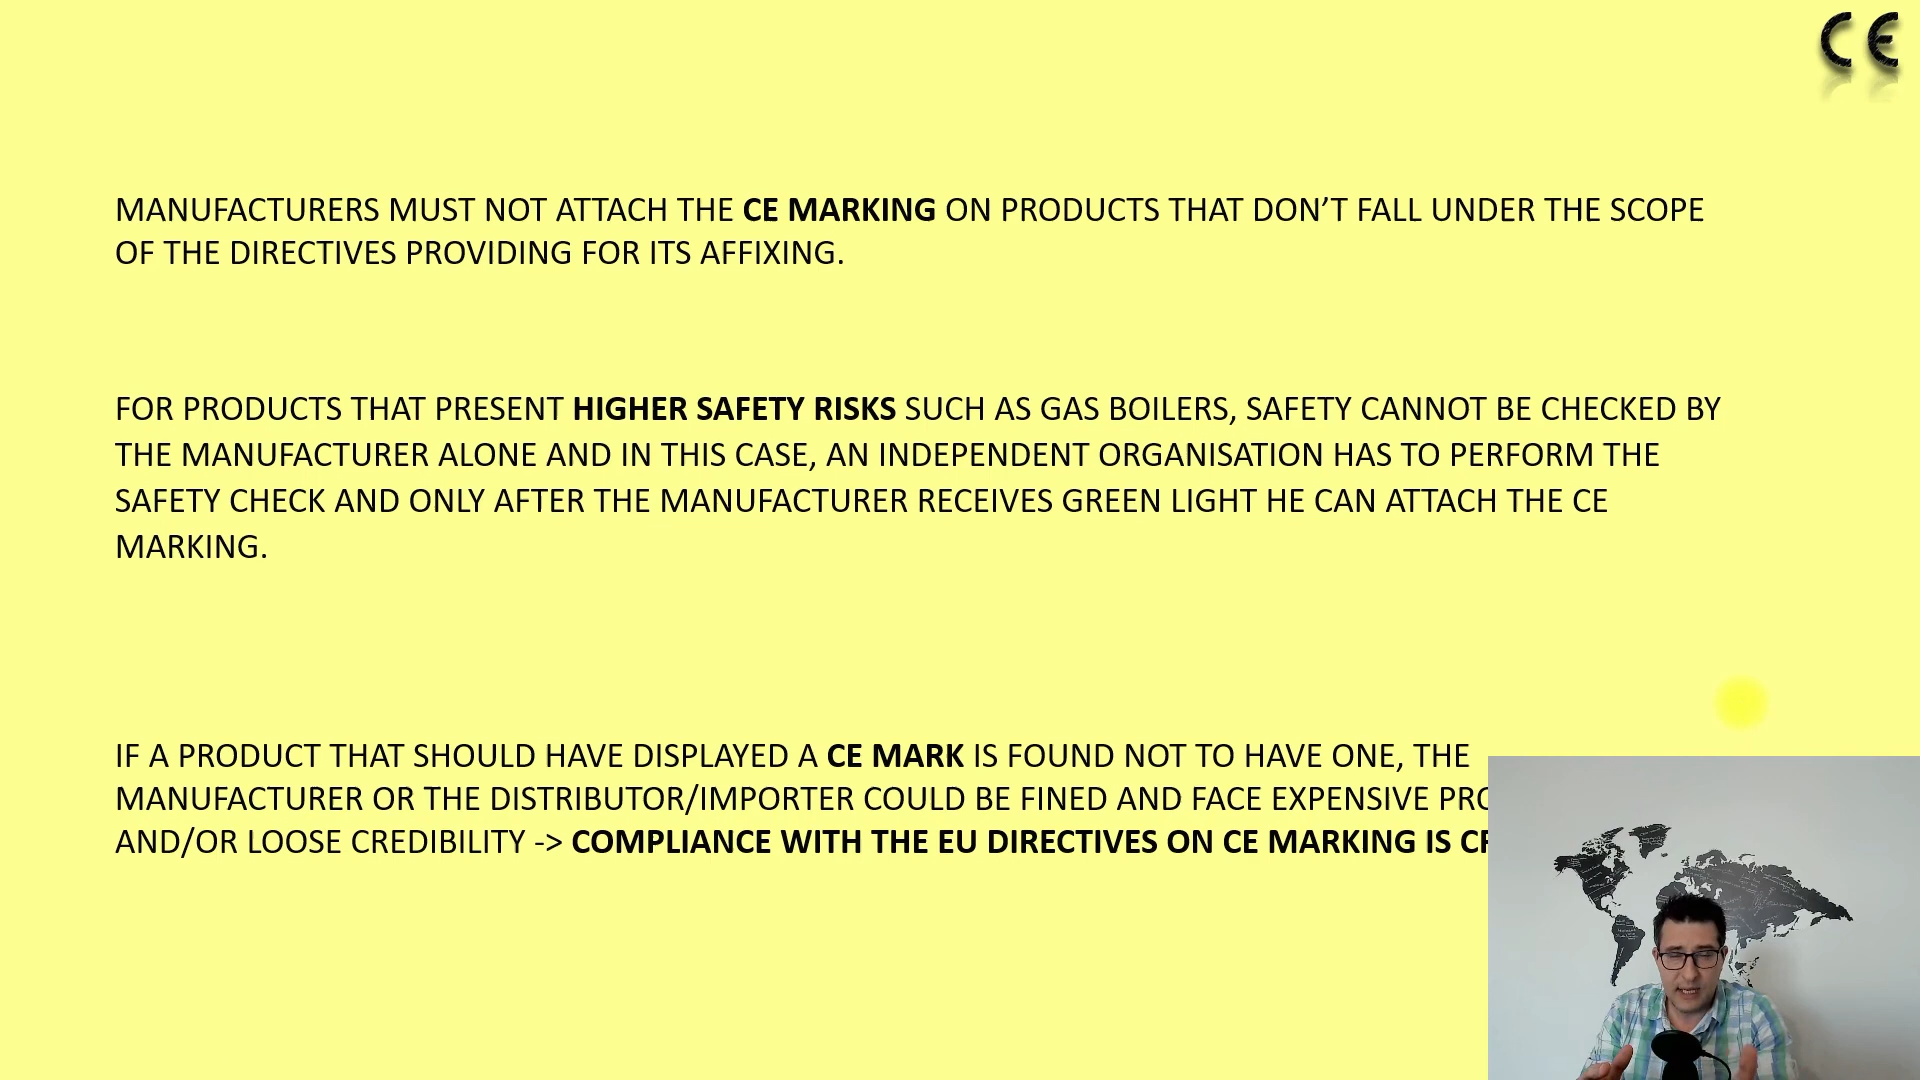 CE
MANUFACTURERS MUST NOT ATTACH THE CE MARKING ON PRODUCTS THAT DON’T FALL UNDER THE SCOPE
OF THE DIRECTIVES PROVIDING FOR ITS AFFIXING.
FOR PRODUCTS THAT PRESENT HIGHER SAFETY RISKS SUCH AS GAS BOILERS, SAFETY CANNOT BE CHECKED BY
THE MANUFACTURER ALONE AND IN THIS CASE, AN INDEPENDENT ORGANISATION HAS TO PERFORM THE
SAFETY CHECK AND ONLY AFTER THE MANUFACTURER RECEIVES GREEN LIGHT HE CAN ATTACH THE CE
MARKING.
IF A PRODUCT THAT SHOULD HAVE DISPLAYED A CE MARK IS FOUND NOT TO HAVE ONE, THE
MANUFACTURER OR THE DISTRIBUTOR/IMPORTER COULD BE FINED AND FACE EXPENSIVE
AND/OR LOOSE CREDIBILITY -> COMPLIANCE WITH THE EU DIRECTIVES ON CE MARKING IS